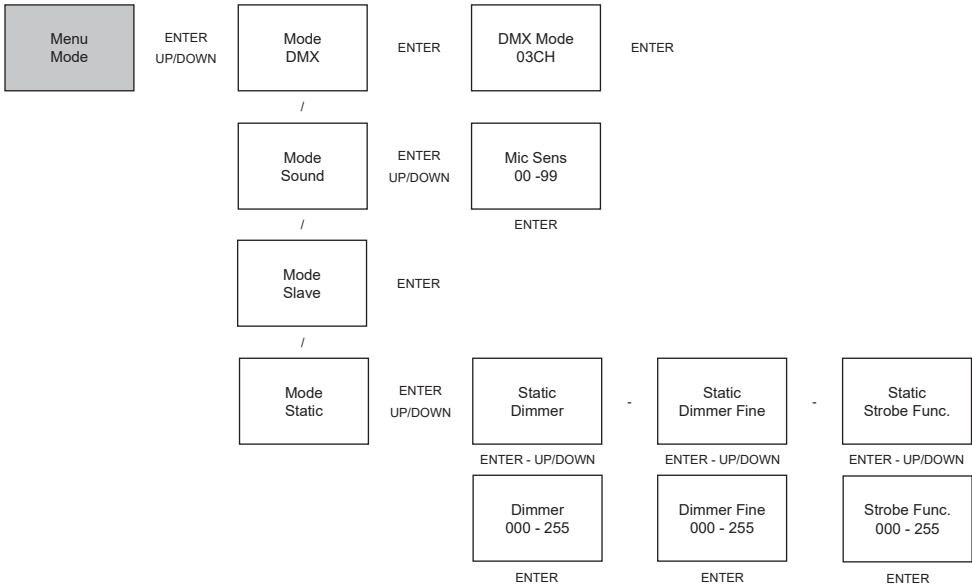 Menu
Mode
ENTER
UP/DOWN
Mode
DMX
ENTER
DMX Mode
03CH
ENTER
/
Mode
Sound
ENTER
UP/DOWN
Mic Sens
00 -99
ENTER
/
Mode
Slave
ENTER
/
Mode
Static
ENTER
UP/DOWN
Static
Dimmer
-
Static
Dimmer Fine
-
Static
Strobe Func.
ENTER - UP/DOWN
ENTER - UP/DOWN
ENTER - UP/DOWN
Dimmer
000 - 255
Dimmer Fine
000 - 255
Strobe Func.
000 - 255
ENTER
ENTER
ENTER